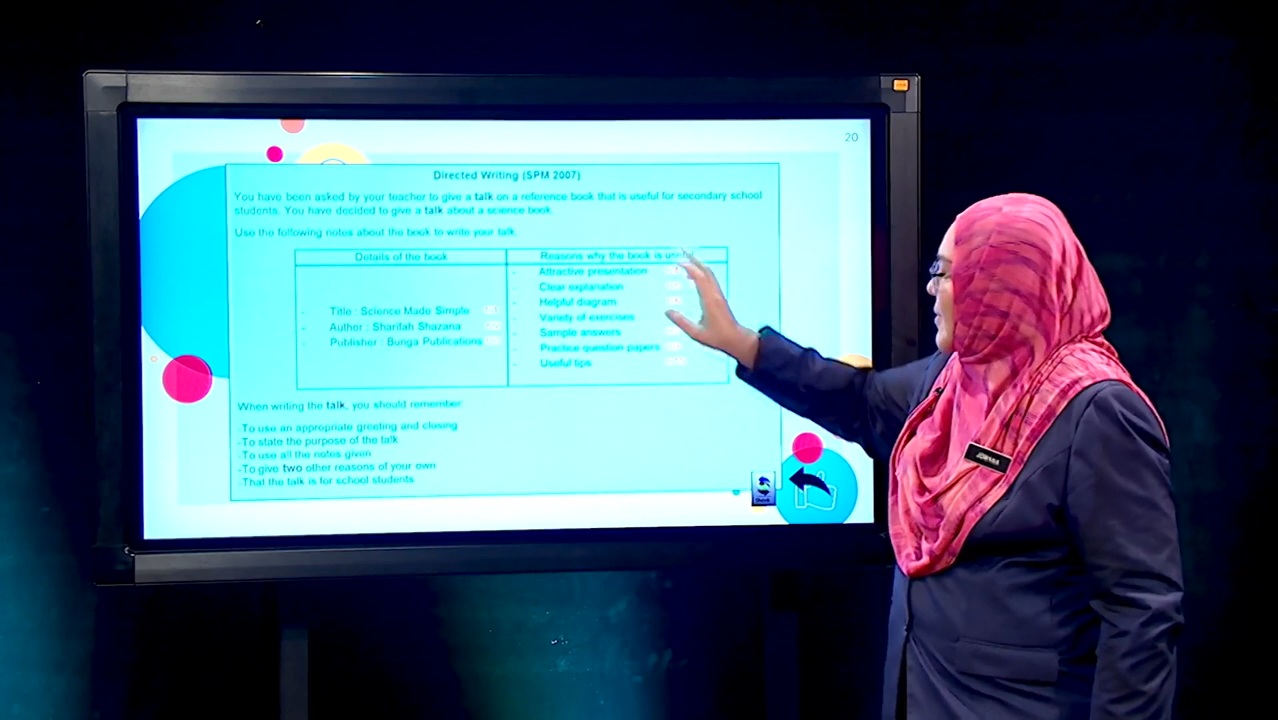 20
Directed Writing (SPM 2007)
You have been asked by your teacher to give a talk on a reference book that is useful for secondary school
students. You have decided to give a talk about a science book.
Use the following notes about the book to write your talk.
Details of the book
- Title : Science Made Simple
- Author : Sharifah Shazana
- Publisher : Bunga Publications
Reasons why the book is useful
- Attractive presentation
- Clear explanation
- Helpful diagram
- Variety of exercises
- Sample answers
- Practice question papers
- Useful tips
When writing the talk, you should remember:
-To use an appropriate greeting and closing
-To state the purpose of the talk
-To use all the notes given
-To give two other reasons of your own
-That the talk is for school students.